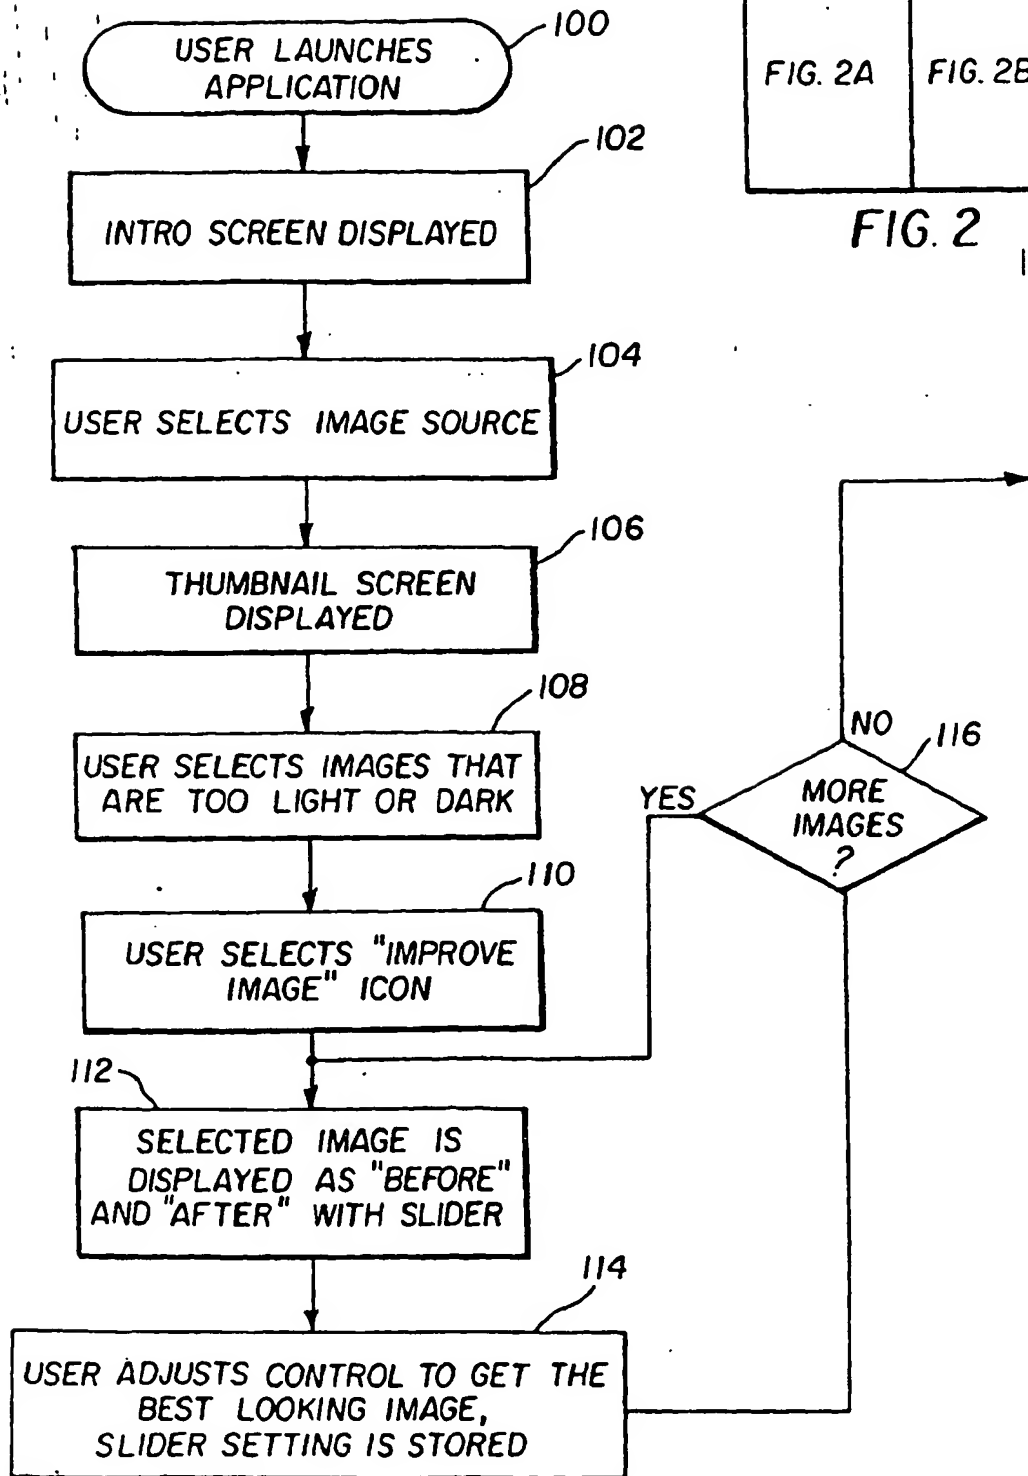 100
USER LAUNCHES
APPLICATION
102
INTRO SCREEN DISPLAYED
104
USER SELECTS IMAGE SOURCE
106
THUMBNAIL SCREEN
DISPLAYED
108
USER SELECTS IMAGES THAT
ARE TOO LIGHT OR DARK
110
USER SELECTS "IMPROVE
IMAGE" ICON
112
SELECTED IMAGE IS
DISPLAYED AS "BEFORE"
AND "AFTER" WITH SLIDER
114
USER ADJUSTS CONTROL TO GET THE
BEST LOOKING IMAGE,
SLIDER SETTING IS STORED
116
MORE
IMAGES
?
YES
NO
FIG. 2A
FIG. 2B
FIG. 2